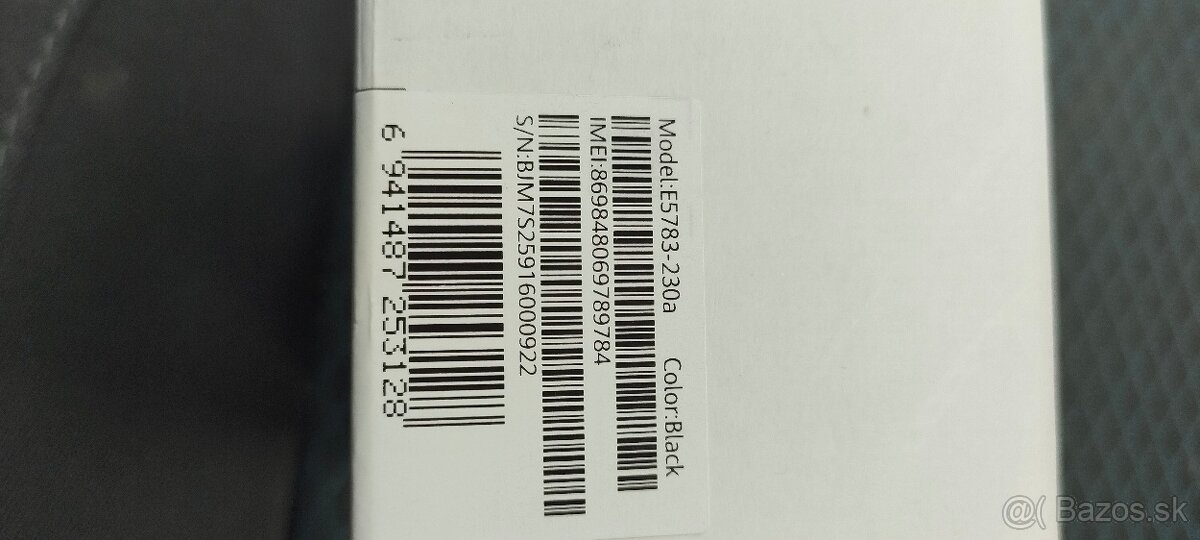 Model:E5783-230a Color:Black
IMEI:869848069789784
S/N:BJM7S25916000922
6 941487 253128
@( Bazos.sk